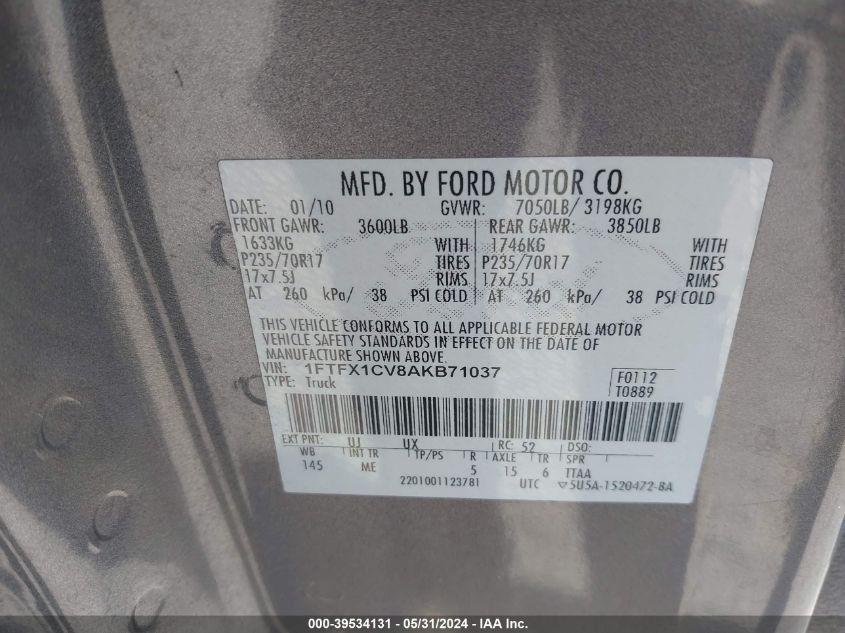 MFD. BY FORD MOTOR CO.
DATE: 01/10 GVWR: 7050LB/ 3198KG
FRONT GAWR: 3600LB REAR GAWR: 3850LB
1633KG WITH 1746KG WITH
P235/70R17 TIRES P235/70R17 TIRES
17x7.5J RIMS 17x7.5J RIMS
AT 260 kPa/ 38 PSI COLD AT 260 kPa/ 38 PSI COLD
THIS VEHICLE CONFORMS TO ALL APPLICABLE FEDERAL MOTOR
VEHICLE SAFETY STANDARDS IN EFFECT ON THE DATE OF
MANUFACTURE SHOWN ABOVE.
VIN: 1FTFX1CV8AKB71037 F0112
TYPE: Truck T0889
EXT PNT: UJ UX RC: 52 DSO:
WB INT TR TP/PS R AXLE TR SPR
145 ME 5 15 6 TTAA
2201001123781 UTC ▽5U5A-1520472-BA
000-39534131 - 05/31/2024 - IAA Inc.